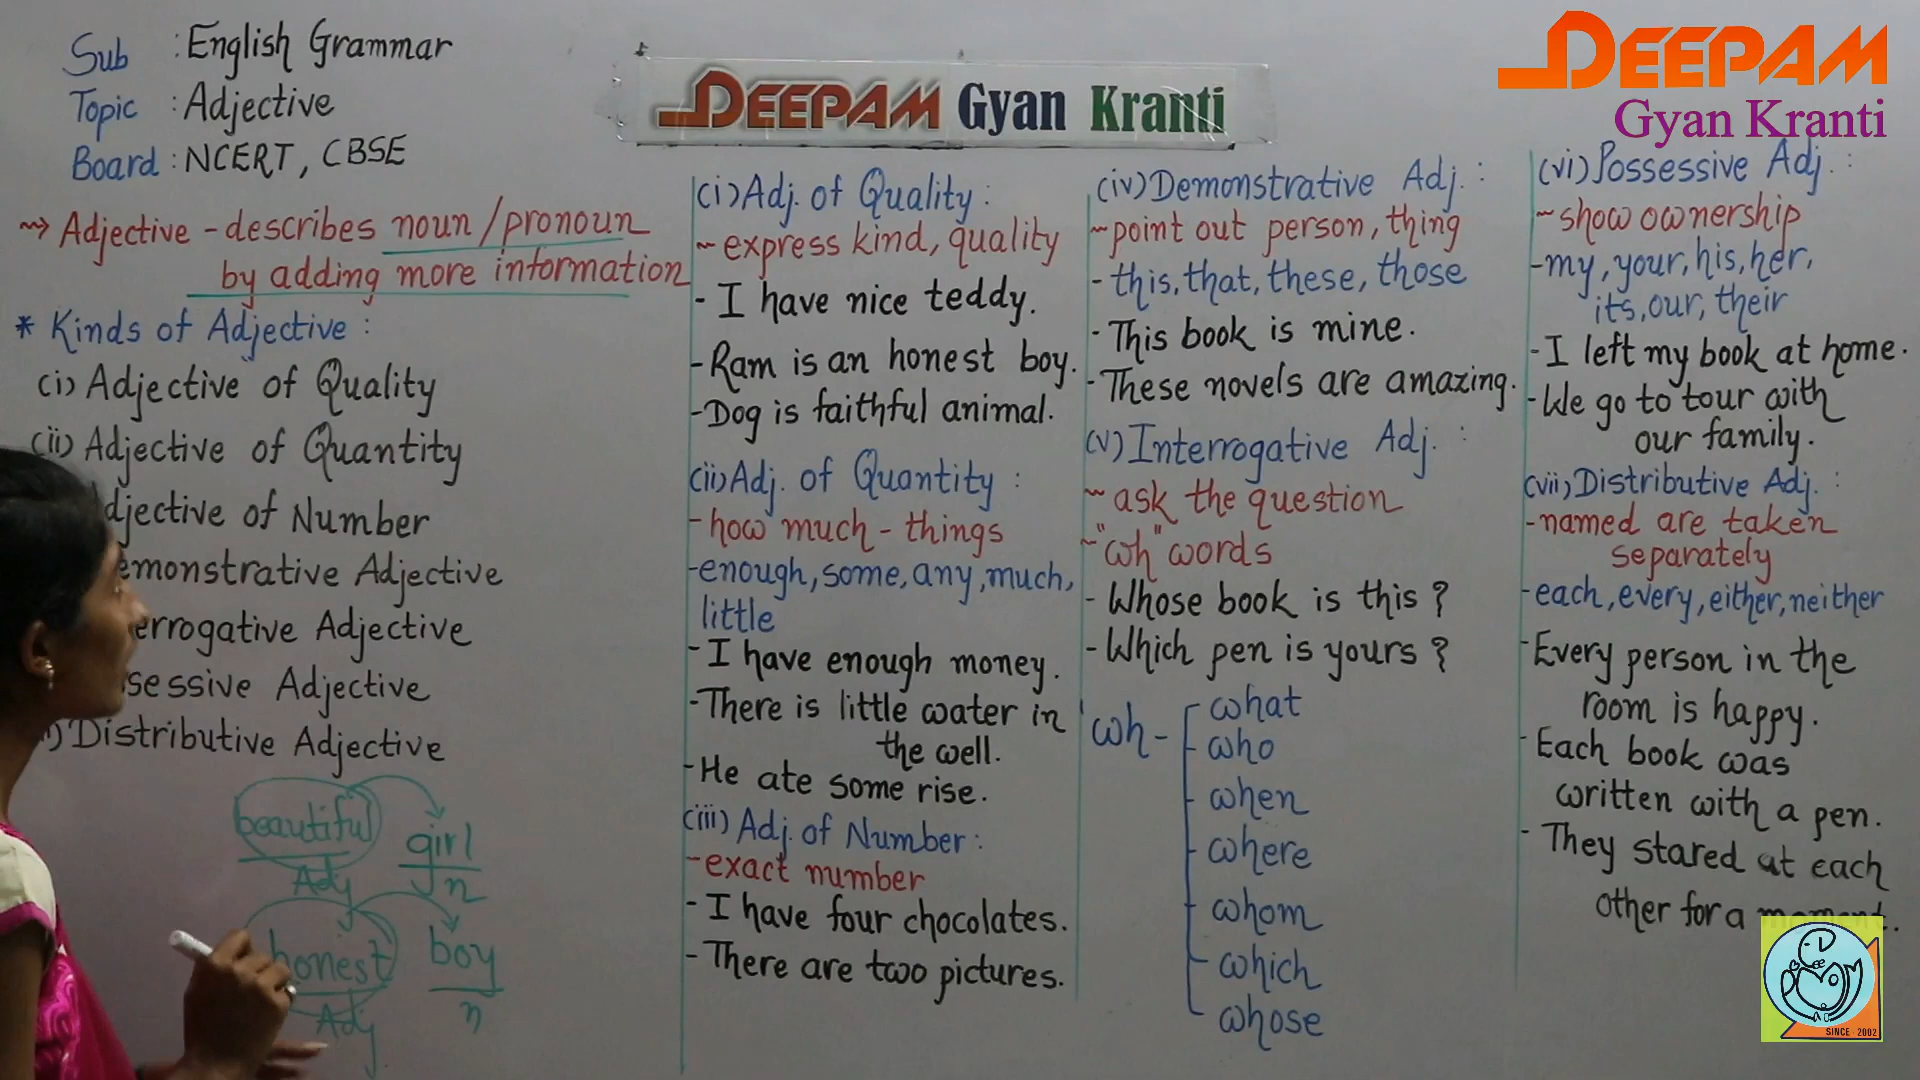 Sub : English Grammar
Topic : Adjective
Board : NCERT, CBSE
DEEPAM Gyan Kranti
DEEPAM
Gyan Kranti
⇝ Adjective - describes noun / pronoun
by adding more information
* Kinds of Adjective :
(i) Adjective of Quality
(ii) Adjective of Quantity
of Number
Adjective
Adjective
Adjective
Distributive Adjective
beautiful girl
Adj n
honest boy
Adj n
(i) Adj. of Quality :
~ express kind, quality
- I have nice teddy.
- Ram is an honest boy.
- Dog is faithful animal.
(ii) Adj. of Quantity :
- how much - things
- enough, some, any, much,
little
- I have enough money.
- There is little water in
the well.
- He ate some rise.
(iii) Adj. of Number :
~ exact number
- I have four chocolates.
- There are two pictures.
(iv) Demonstrative Adj. :
~ point out person, thing
- this, that, these, those
- This book is mine.
- These novels are amazing.
(v) Interrogative Adj. :
~ ask the question
~ "wh" words
- Whose book is this ?
- Which pen is yours ?
wh - what
who
when
where
whom
which
whose
(vi) Possessive Adj. :
~ show ownership
- my, your, his, her,
its, our, their
- I left my book at home.
- We go to tour with
our family.
(vii) Distributive Adj. :
- named are taken
separately
- each, every, either, neither
- Every person in the
room is happy.
- Each book was
written with a pen.
- They stared at each
other for a
SINCE 2002